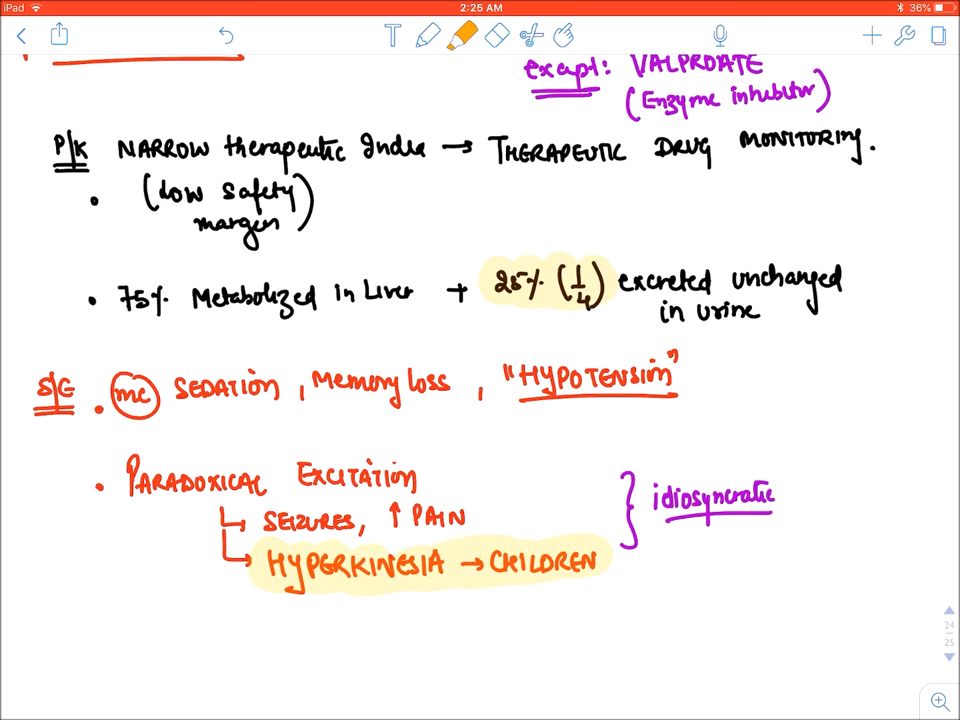 iPad 2:25 AM 36%
T
exapt: VALPROATE
(Enzyme inhibitor)
P/K NARROW therapeutic Index → THERAPEUTIC DRUG MONITORING.
• (Low Safety
margin)
• 75% Metabolized in Liver + 25% (1/4) excreted unchanged
in urine
S/E • mc SEDATION, Memory loss, "HYPOTENSION"
• PARADOXICAL EXCITATION
↳ SEIZURES, ↑ PAIN
↳ HYPERKINESIA → CHILDREN
} idiosyncratic
24
25